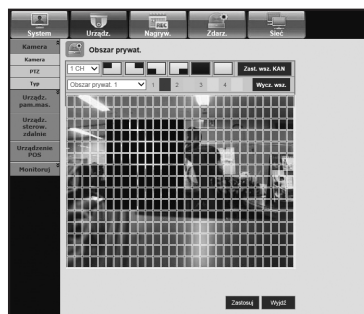 System
Urządz.
Nagryw.
Zdarz.
Sieć
Kamera
Kamera
PTZ
Typ
Urządz. pam.mas.
Urządz. sterow. zdalnie
Urządzenie POS
Monitoruj
Obszar prywat.
1 CH
Zast. wsz. KAN
Obszar prywat. 1
1 2 3 4
Wycz. wsz.
Zastosuj
Wyjdź